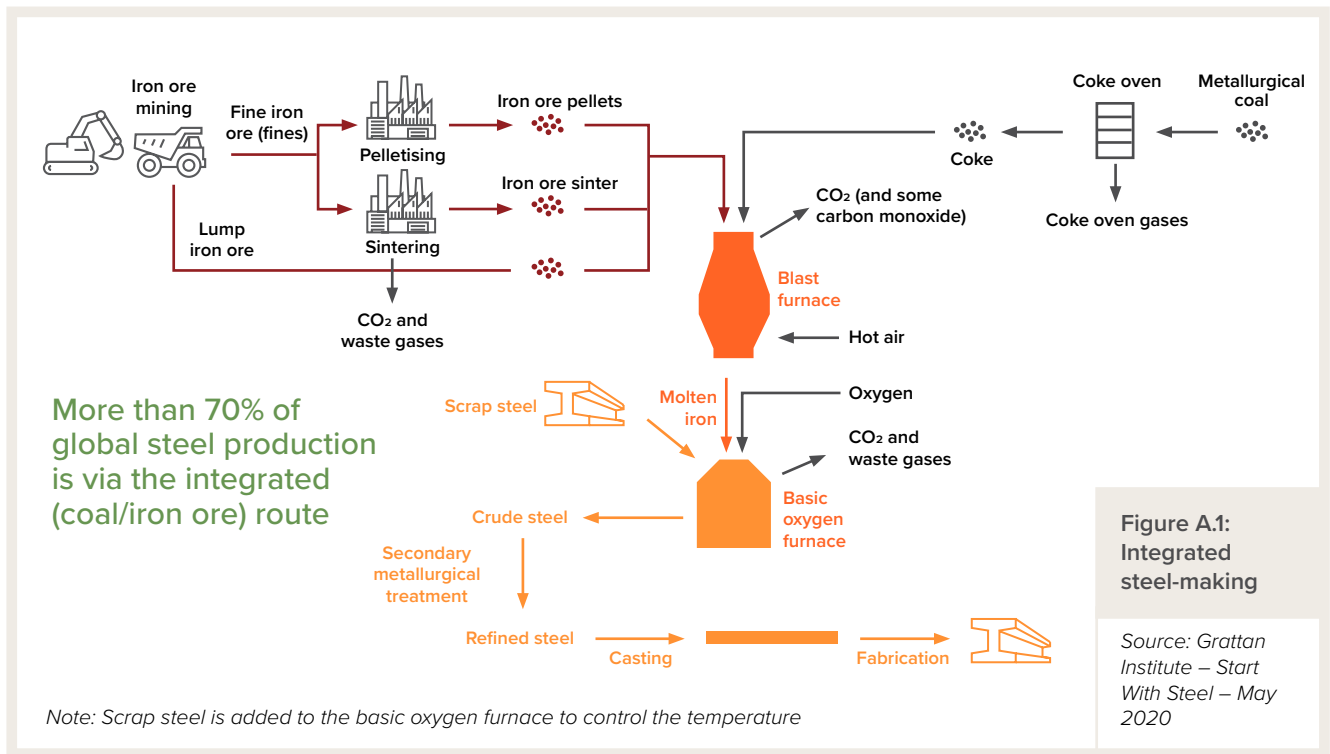 Iron ore
mining
Fine iron
ore (fines)
Pelletising
Iron ore pellets
Sintering
Iron ore sinter
Lump
iron ore
CO₂ and
waste gases
Coke oven
Metallurgical
coal
Coke
Coke oven gases
CO₂ (and some
carbon monoxide)
Blast
furnace
Hot air
Molten
iron
Oxygen
Scrap steel
CO₂ and
waste gases
Basic
oxygen
furnace
Crude steel
Secondary
metallurgical
treatment
Refined steel
Casting
Fabrication
More than 70% of
global steel production
is via the integrated
(coal/iron ore) route
Note: Scrap steel is added to the basic oxygen furnace to control the temperature
Figure A.1:
Integrated
steel-making
Source: Grattan
Institute – Start
With Steel – May
2020